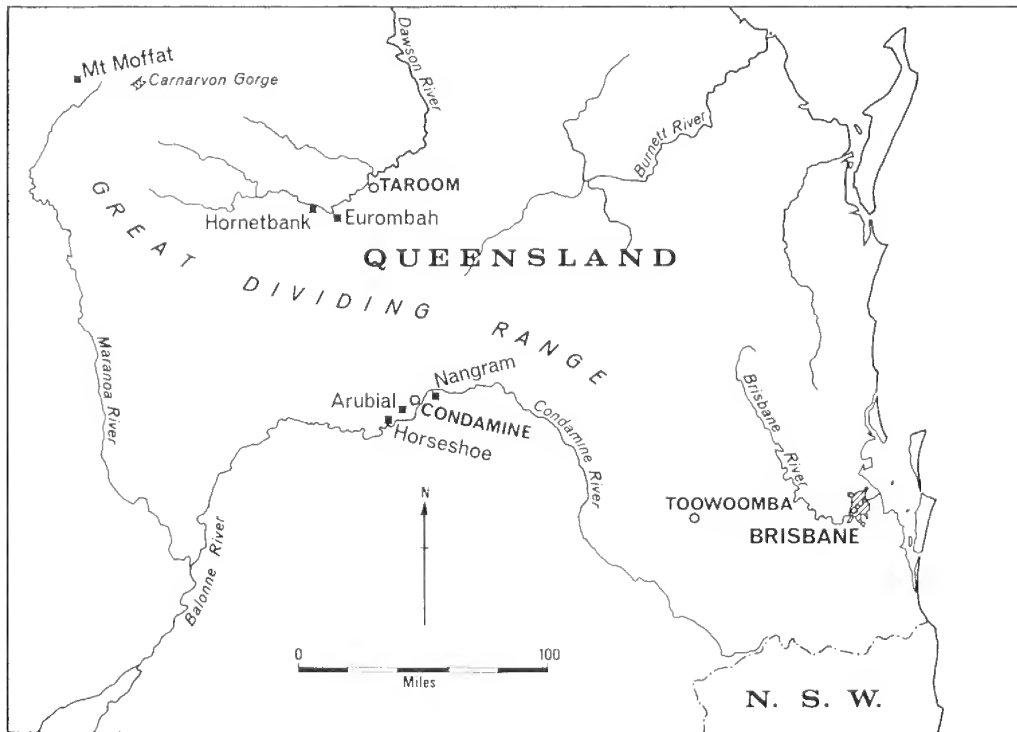 Mt Moffat
Carnarvon Gorge
Dawson River
Burnett River
TAROOM
Hornetbank
Eurombah
QUEENSLAND
GREAT DIVIDING RANGE
Maranoa River
Nangram
Arubial
CONDAMINE
Horseshoe
Condamine River
Brisbane River
TOOWOOMBA
BRISBANE
Balonne River
N
0 100
Miles
N. S. W.